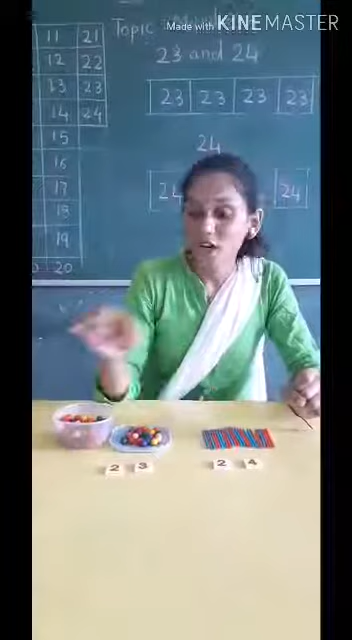 Made with KINEMASTER
Topic
23 and 24
11 21
12 22
13 23
14 24
15
16
17
18
19
20
23 23 23 23
24
24 24
2 3 2 4